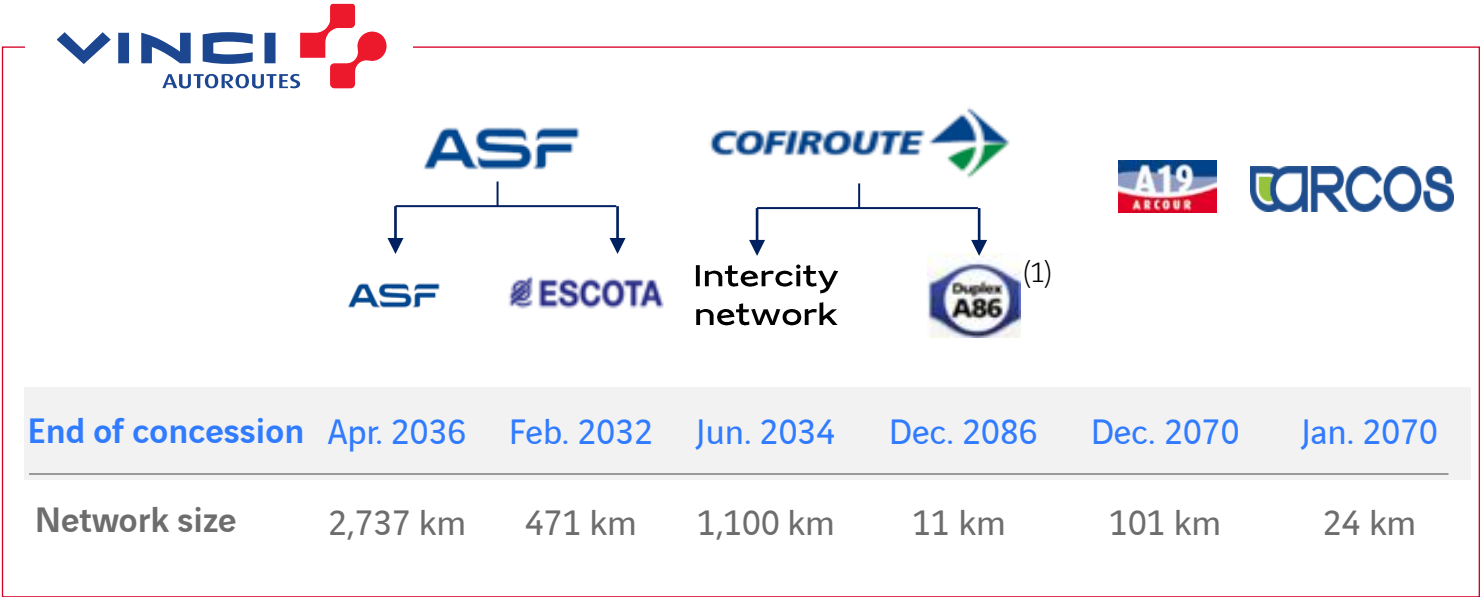 VINCI
AUTOROUTES
ASF
COFIROUTE
A19
ARCOUR
ARCOS
ASF
ESCOTA
Intercity
network
Duplex
A86
(1)
End of concession Apr. 2036 Feb. 2032 Jun. 2034 Dec. 2086 Dec. 2070 Jan. 2070
Network size 2,737 km 471 km 1,100 km 11 km 101 km 24 km